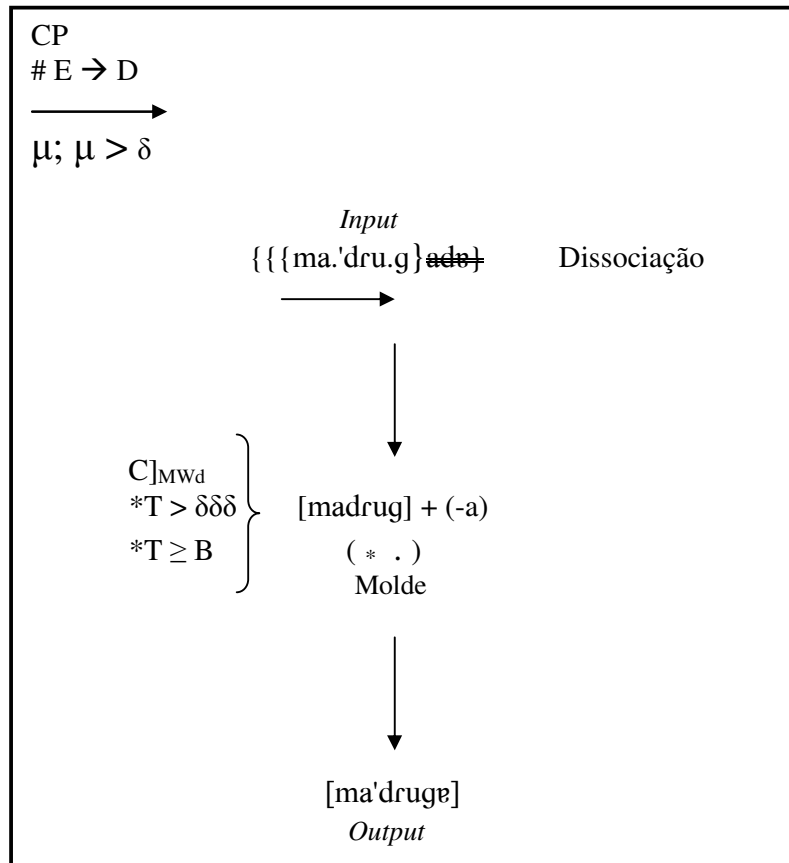 CP
# E → D
μ; μ > δ
Input
{{{ma.'dɾu.g}adɐ} Dissociação
C]MWd
*T > δδδ [madɾug] + (-a)
*T ≥ B ( * . )
Molde
[ma'dɾugɐ]
Output